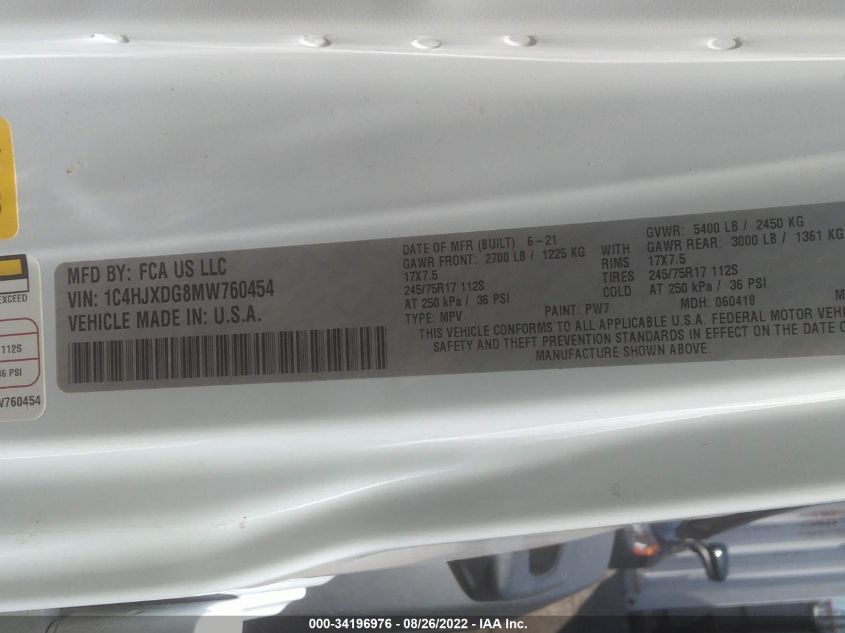 MFD BY: FCA US LLC
VIN: 1C4HJXDG8MW760454
VEHICLE MADE IN: U.S.A.
DATE OF MFR (BUILT): 6-21
GVWR: 5400 LB / 2450 KG
GAWR FRONT: 2700 LB / 1225 KG WITH GAWR REAR: 3000 LB / 1361 KG
17X7.5 RIMS 17X7.5
245/75R17 112S TIRES 245/75R17 112S
AT 250 kPa / 36 PSI COLD AT 250 kPa / 36 PSI
TYPE: MPV PAINT: PW7 MDH: 060418
THIS VEHICLE CONFORMS TO ALL APPLICABLE U.S.A. FEDERAL MOTOR VEHIC
SAFETY AND THEFT PREVENTION STANDARDS IN EFFECT ON THE DATE O
MANUFACTURE SHOWN ABOVE.
EXCEED
112S
36 PSI
W760454
000-34196976 / 08/26/2022 - IAA Inc.